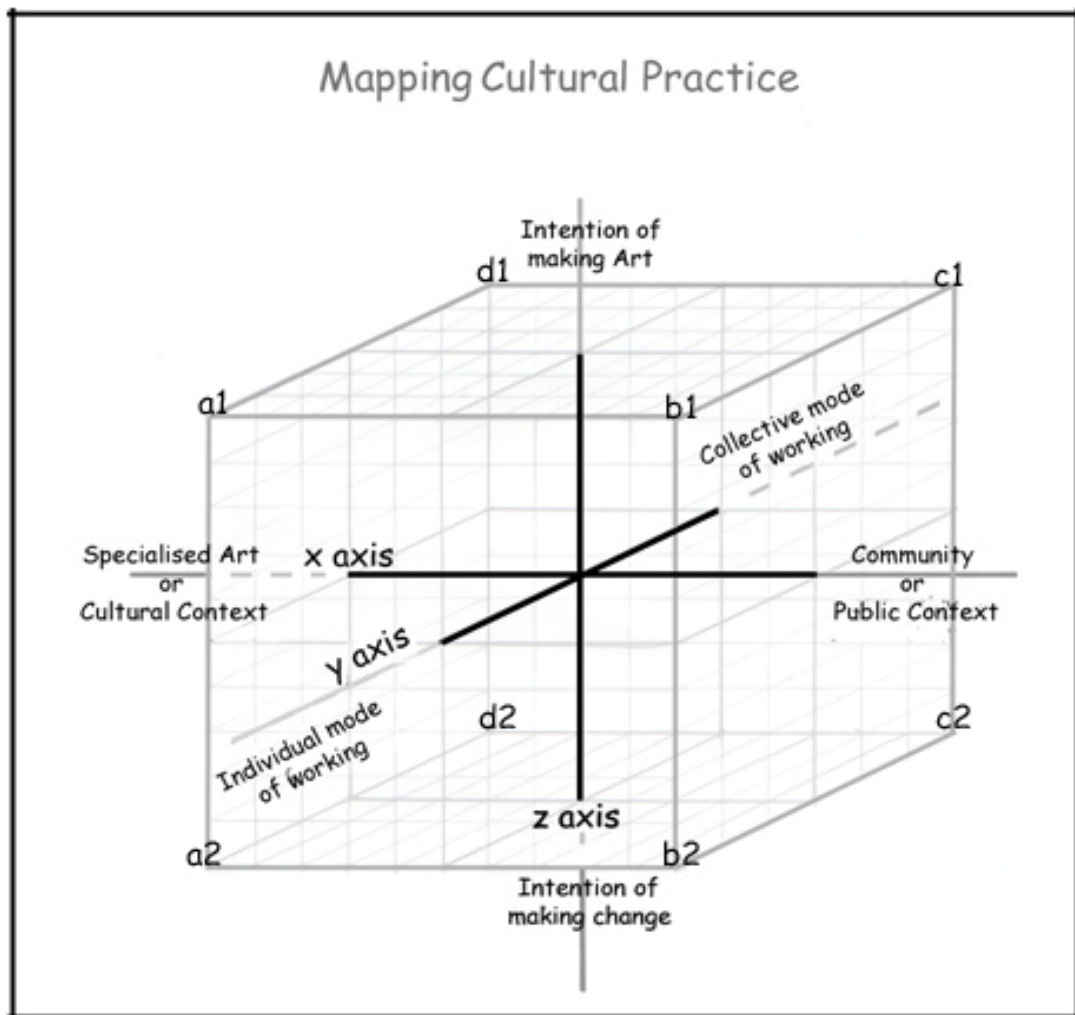 Mapping Cultural Practice
Intention of
making Art
d1
c1
a1
b1
Collective mode
of working
Specialised Art
or
Cultural Context
x axis
Community
or
Public Context
y axis
Individual mode
of working
d2
c2
z axis
a2
b2
Intention of
making change